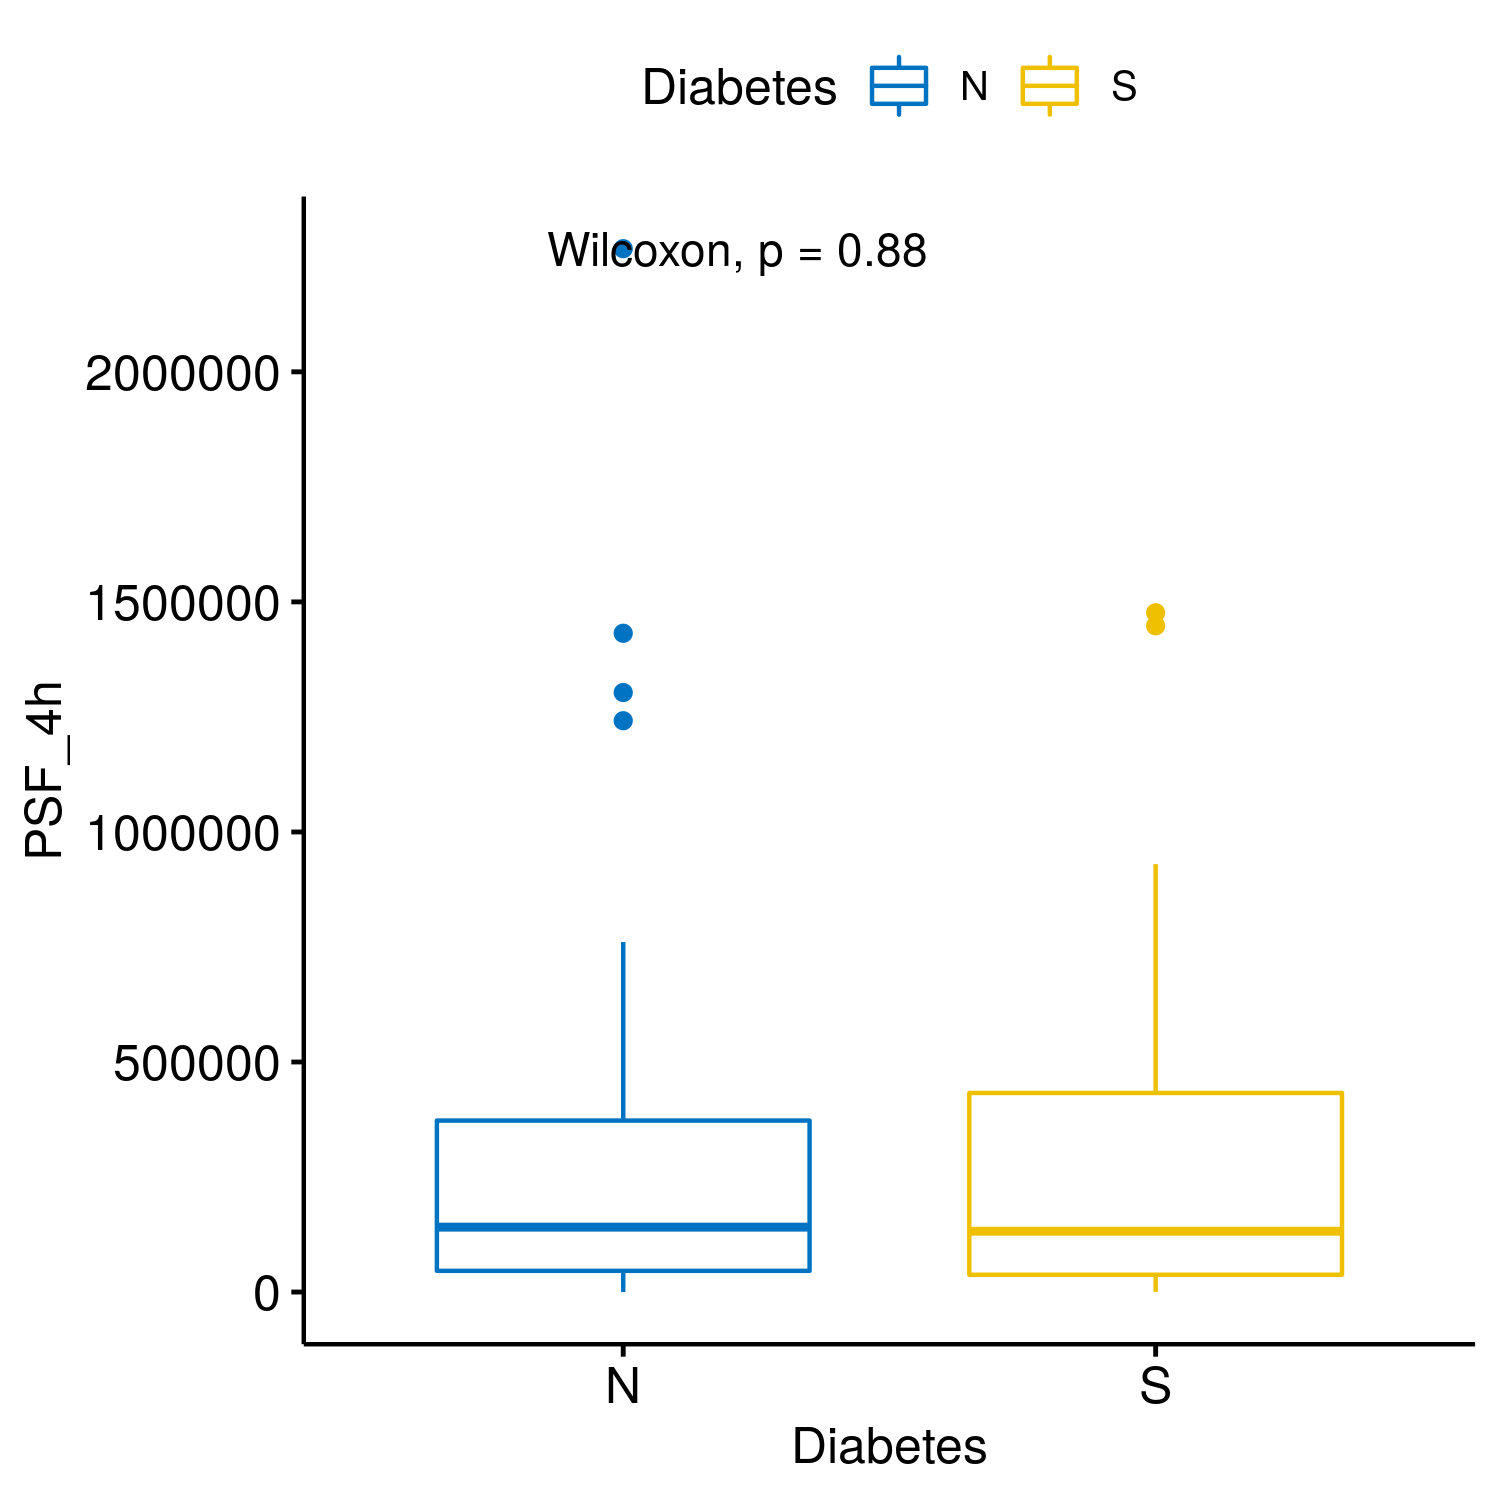 Diabetes N S
Wilcoxon, p = 0.88
2000000
1500000
1000000
500000
0
PSF_4h
N S
Diabetes